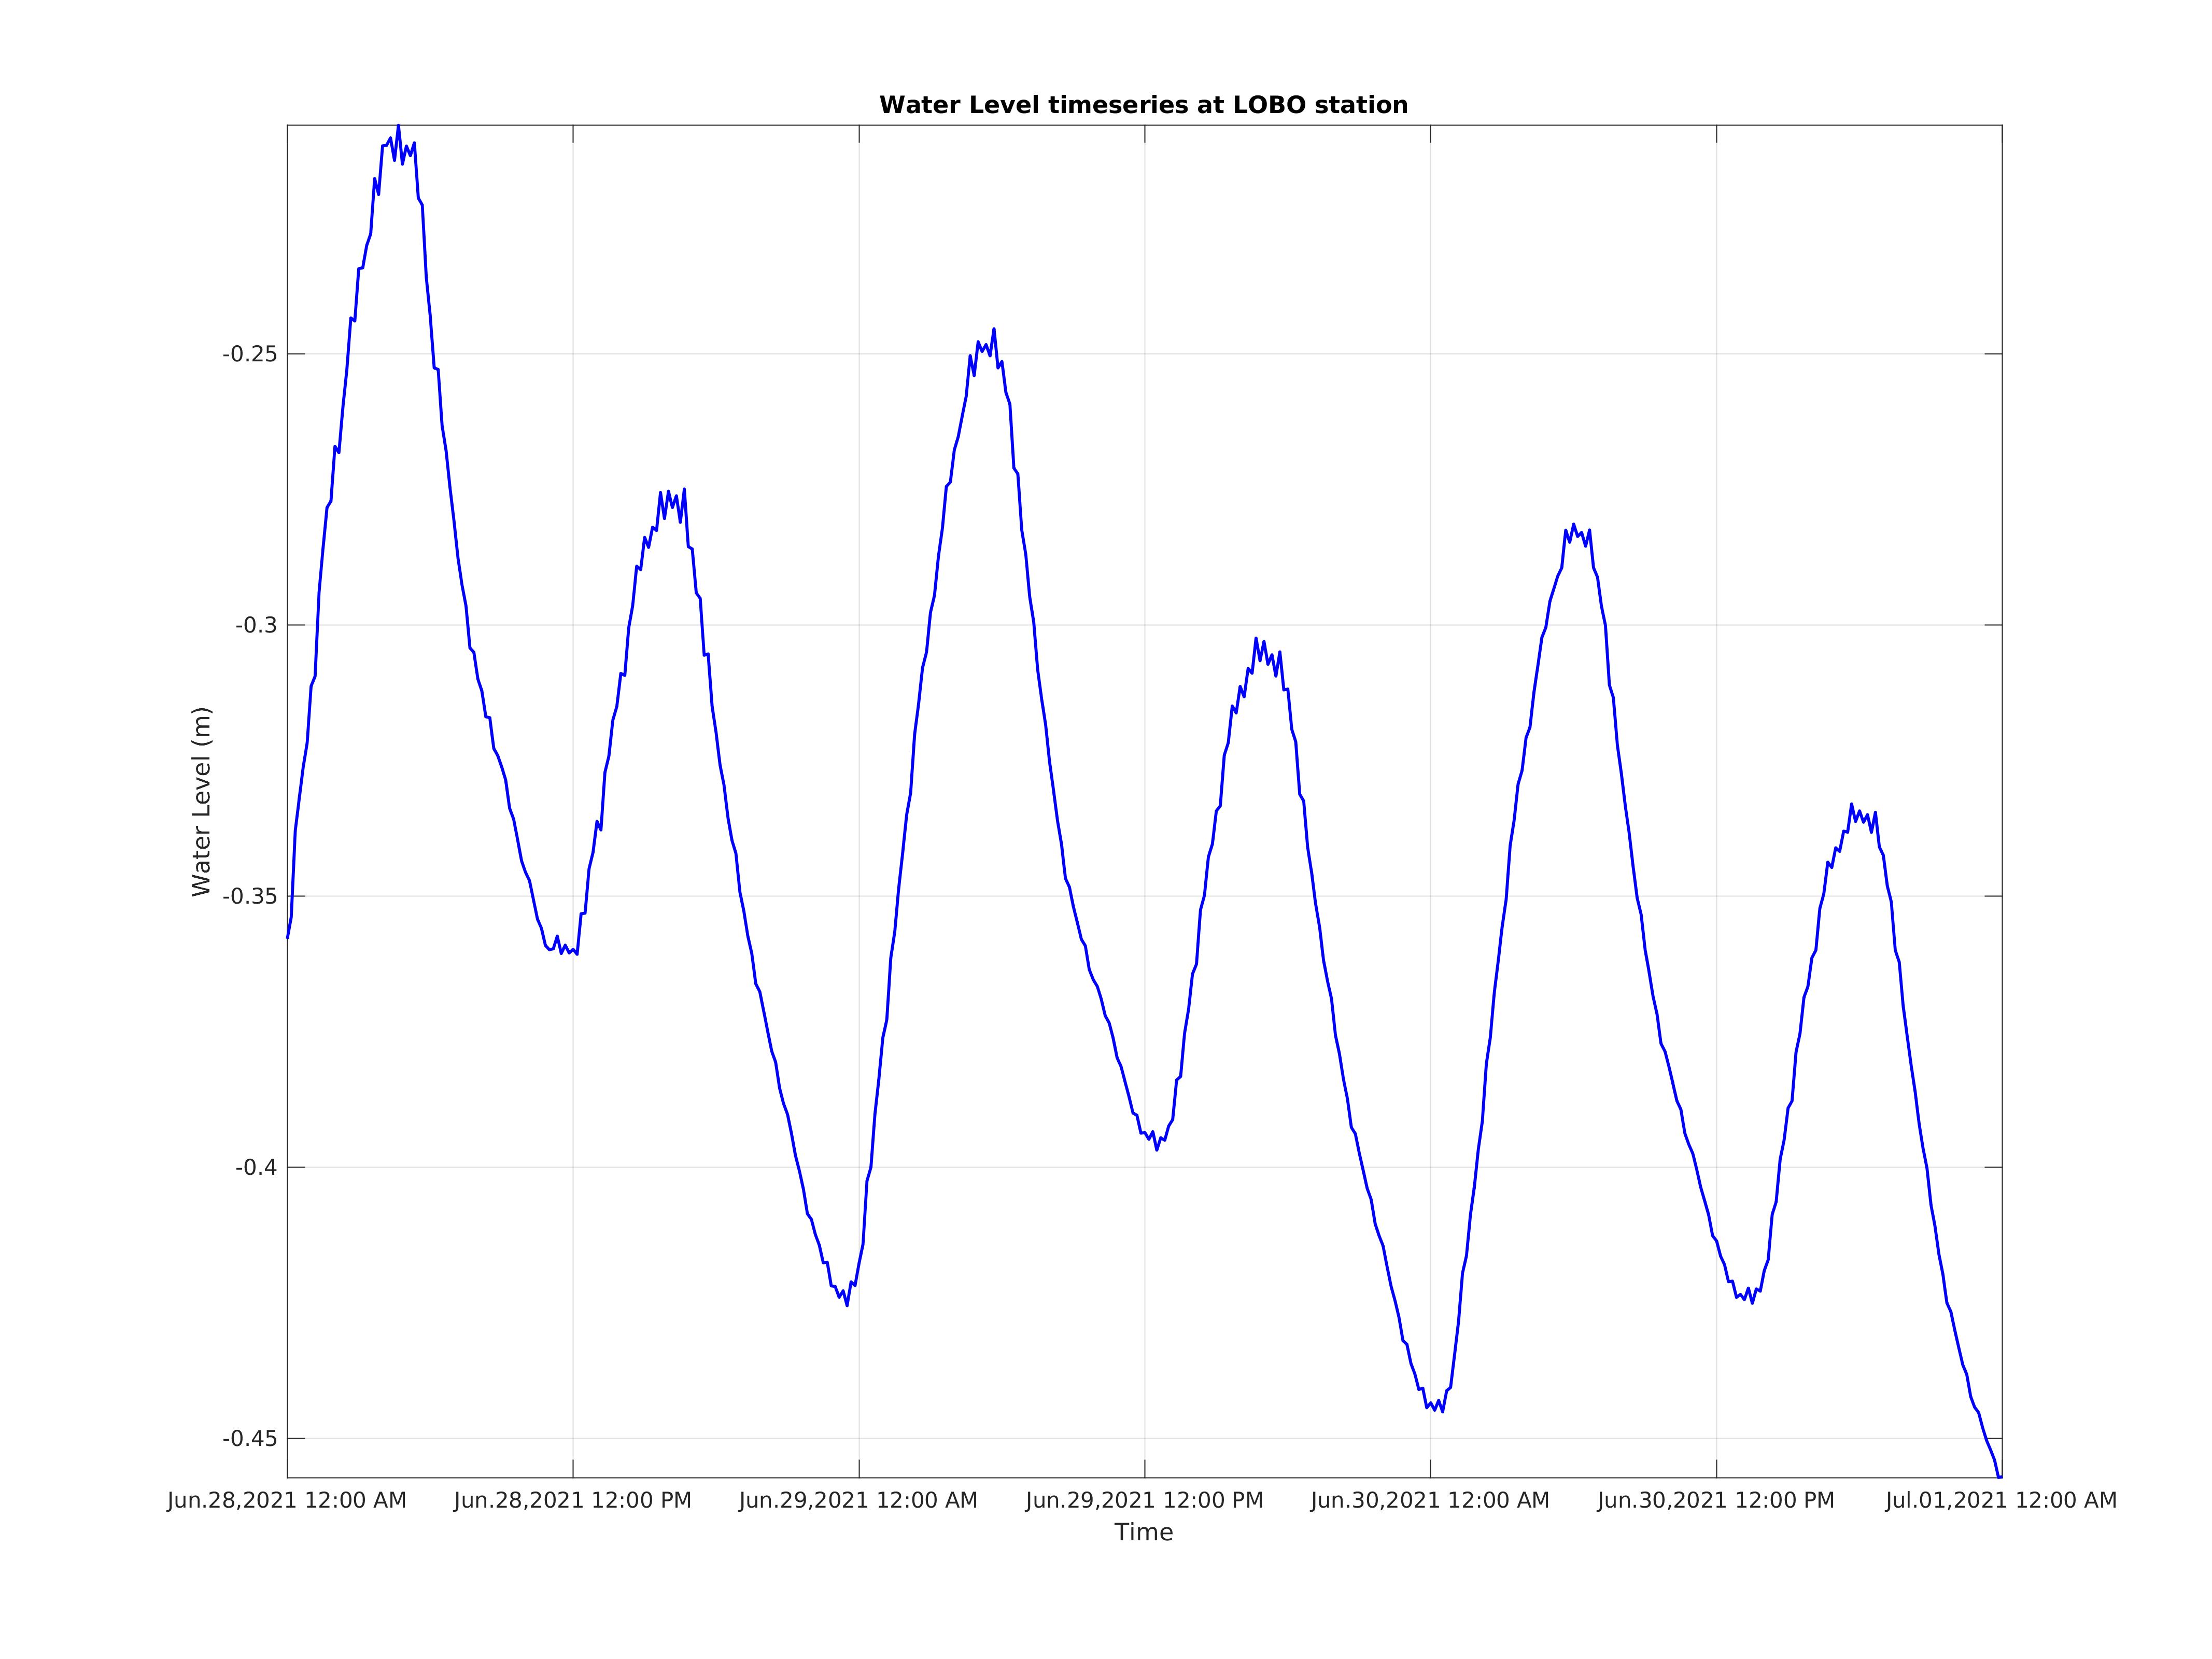 Water Level timeseries at LOBO station
-0.25
-0.3
-0.35
-0.4
-0.45
Water Level (m)
Jun.28,2021 12:00 AM
Jun.28,2021 12:00 PM
Jun.29,2021 12:00 AM
Jun.29,2021 12:00 PM
Jun.30,2021 12:00 AM
Jun.30,2021 12:00 PM
Jul.01,2021 12:00 AM
Time